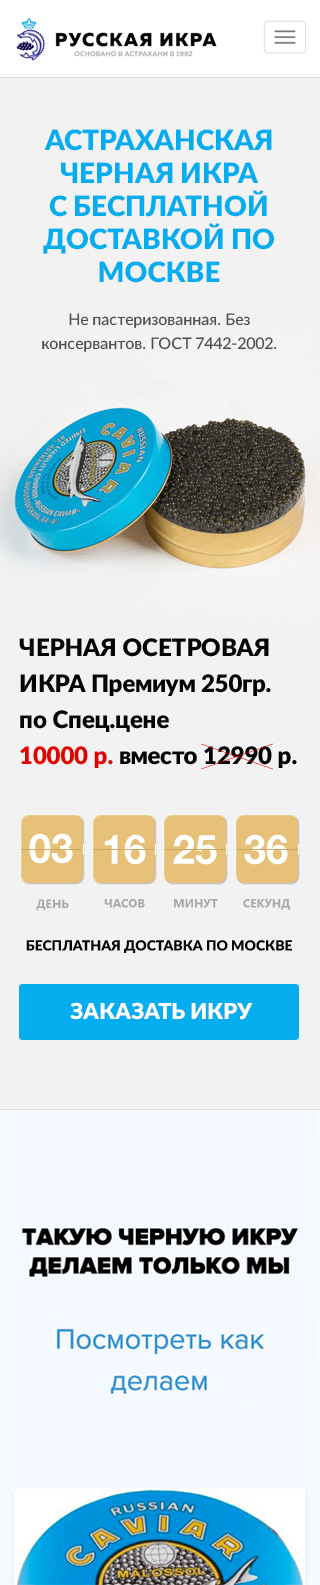 РУССКАЯ ИКРА
ОСНОВАНО В АСТРАХАНИ В 1992
АСТРАХАНСКАЯ
ЧЕРНАЯ ИКРА
С БЕСПЛАТНОЙ
ДОСТАВКОЙ ПО
МОСКВЕ
Не пастеризованная. Без
консервантов. ГОСТ 7442-2002.
RUSSIAN
CAVIAR
ЧЕРНАЯ ОСЕТРОВАЯ
ИКРА Премиум 250гр.
по Спец.цене
10000 р. вместо 12990 р.
03 16 25 36
ДЕНЬ ЧАСОВ МИНУТ СЕКУНД
БЕСПЛАТНАЯ ДОСТАВКА ПО МОСКВЕ
ЗАКАЗАТЬ ИКРУ
ТАКУЮ ЧЕРНУЮ ИКРУ
ДЕЛАЕМ ТОЛЬКО МЫ
Посмотреть как
делаем
RUSSIAN
CAVIAR
MALOSSOL